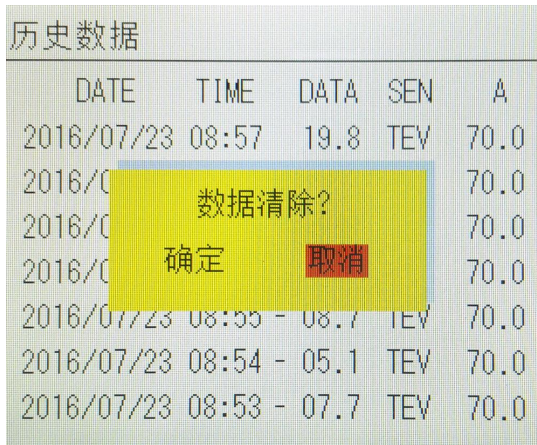 历史数据
DATE TIME DATA SEN A
2016/07/23 08:57 19.8 TEV 70.0
2016/0 70.0
数据清除?
2016/0 70.0
确定 取消
2016/0 70.0
2016/07/23 08:55 - 08.7 TEV 70.0
2016/07/23 08:54 - 05.1 TEV 70.0
2016/07/23 08:53 - 07.7 TEV 70.0